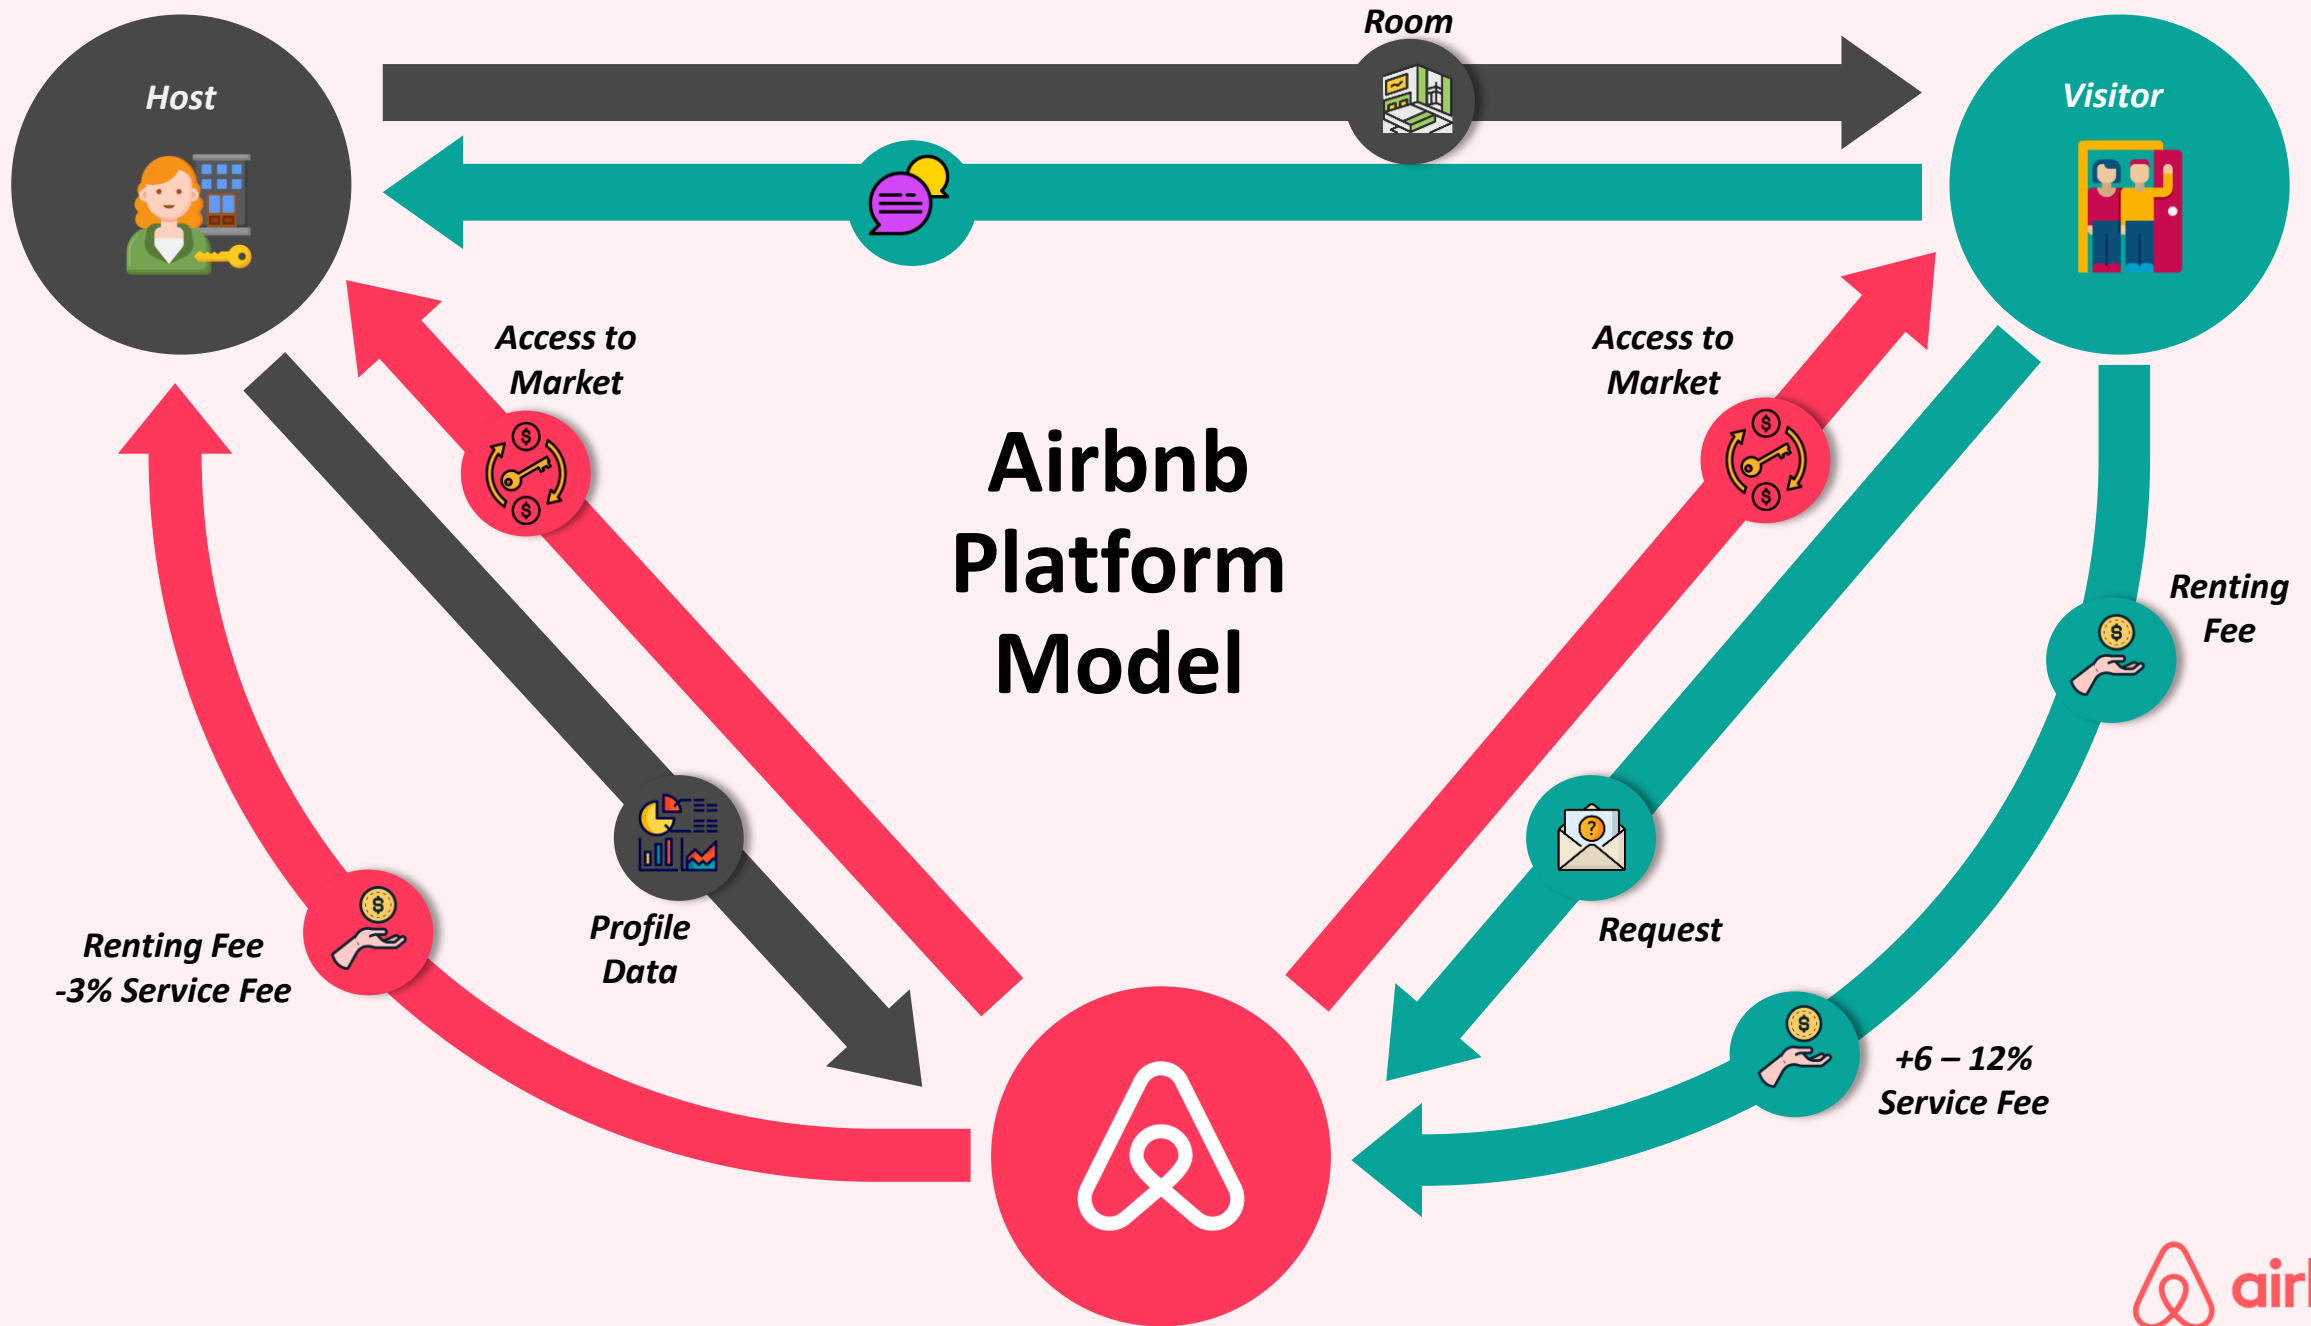 Room
Host
Visitor
Access to
Market
Access to
Market
Airbnb
Platform
Model
Renting
Fee
Profile
Data
Request
Renting Fee
-3% Service Fee
+6 – 12%
Service Fee